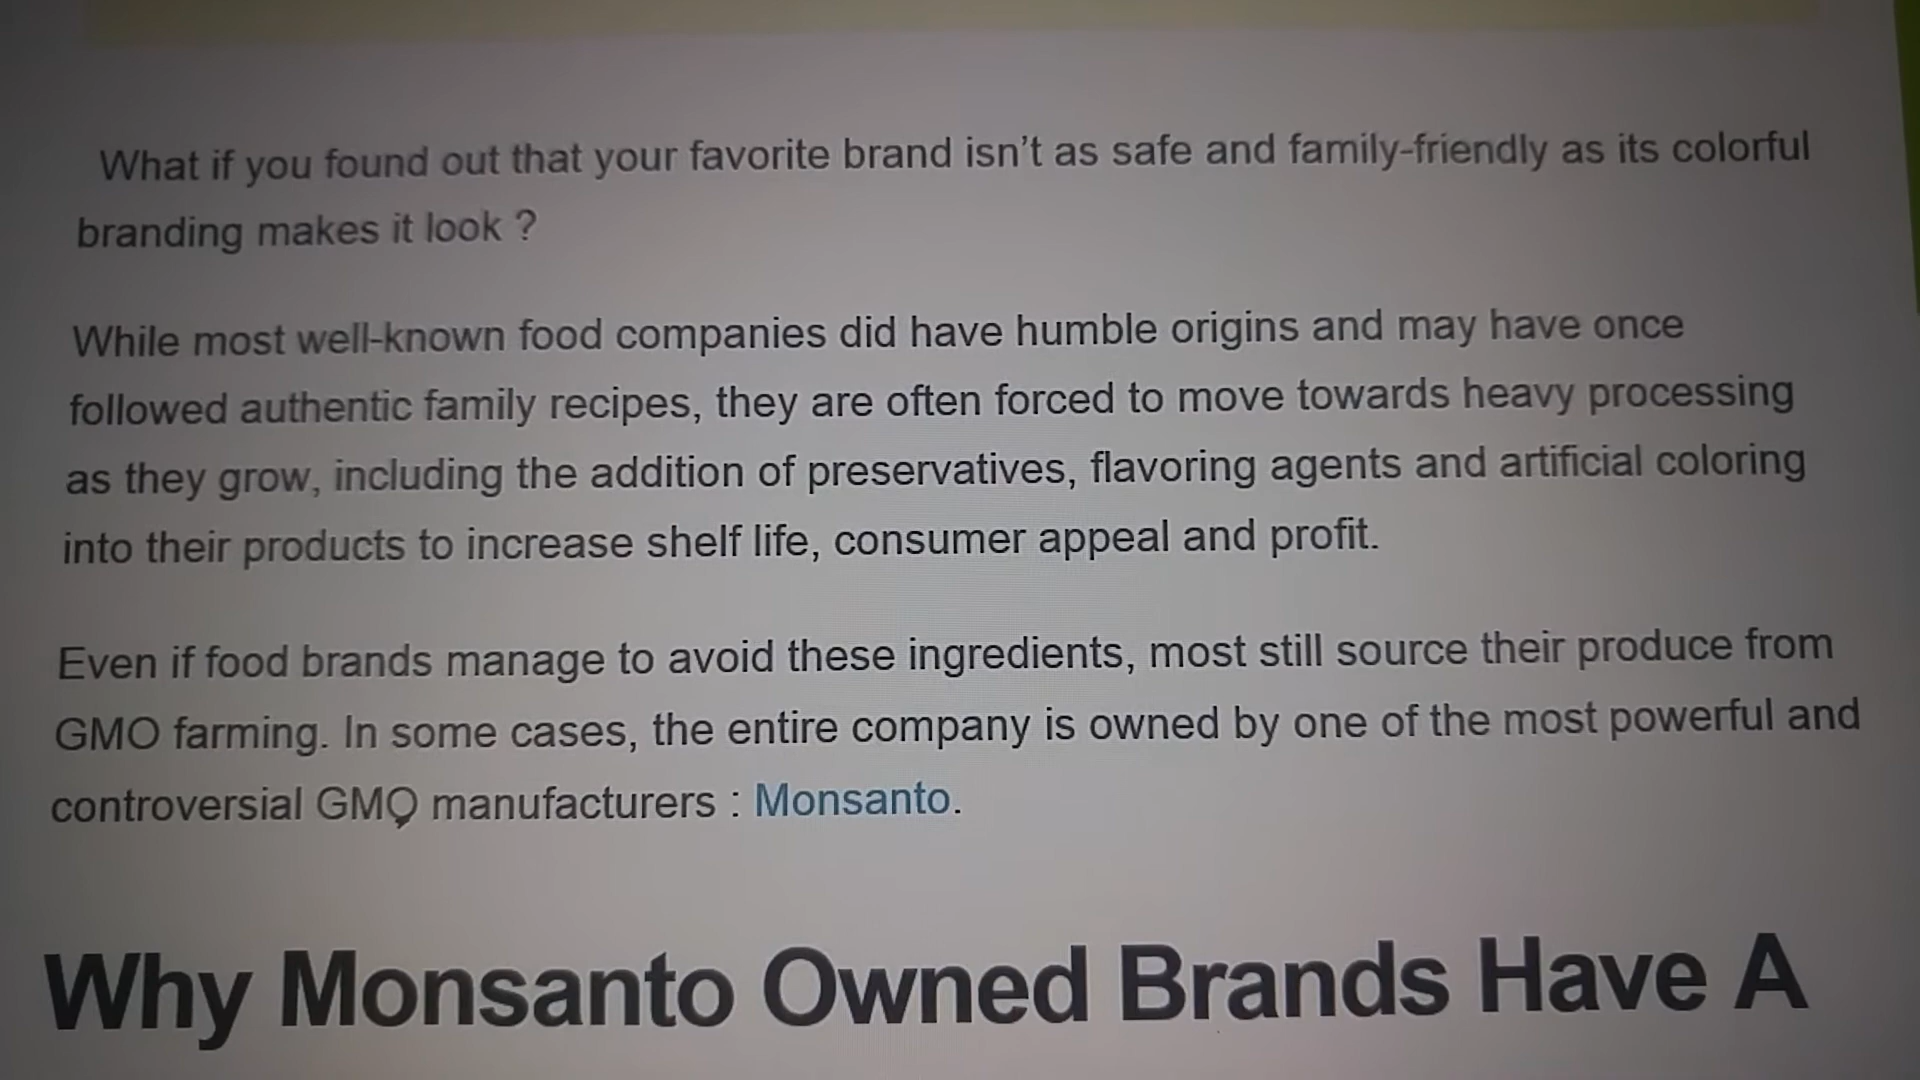 What if you found out that your favorite brand isn’t as safe and family-friendly as its colorful
branding makes it look ?
While most well-known food companies did have humble origins and may have once
followed authentic family recipes, they are often forced to move towards heavy processing
as they grow, including the addition of preservatives, flavoring agents and artificial coloring
into their products to increase shelf life, consumer appeal and profit.
Even if food brands manage to avoid these ingredients, most still source their produce from
GMO farming. In some cases, the entire company is owned by one of the most powerful and
controversial GMO manufacturers : Monsanto.
Why Monsanto Owned Brands Have A